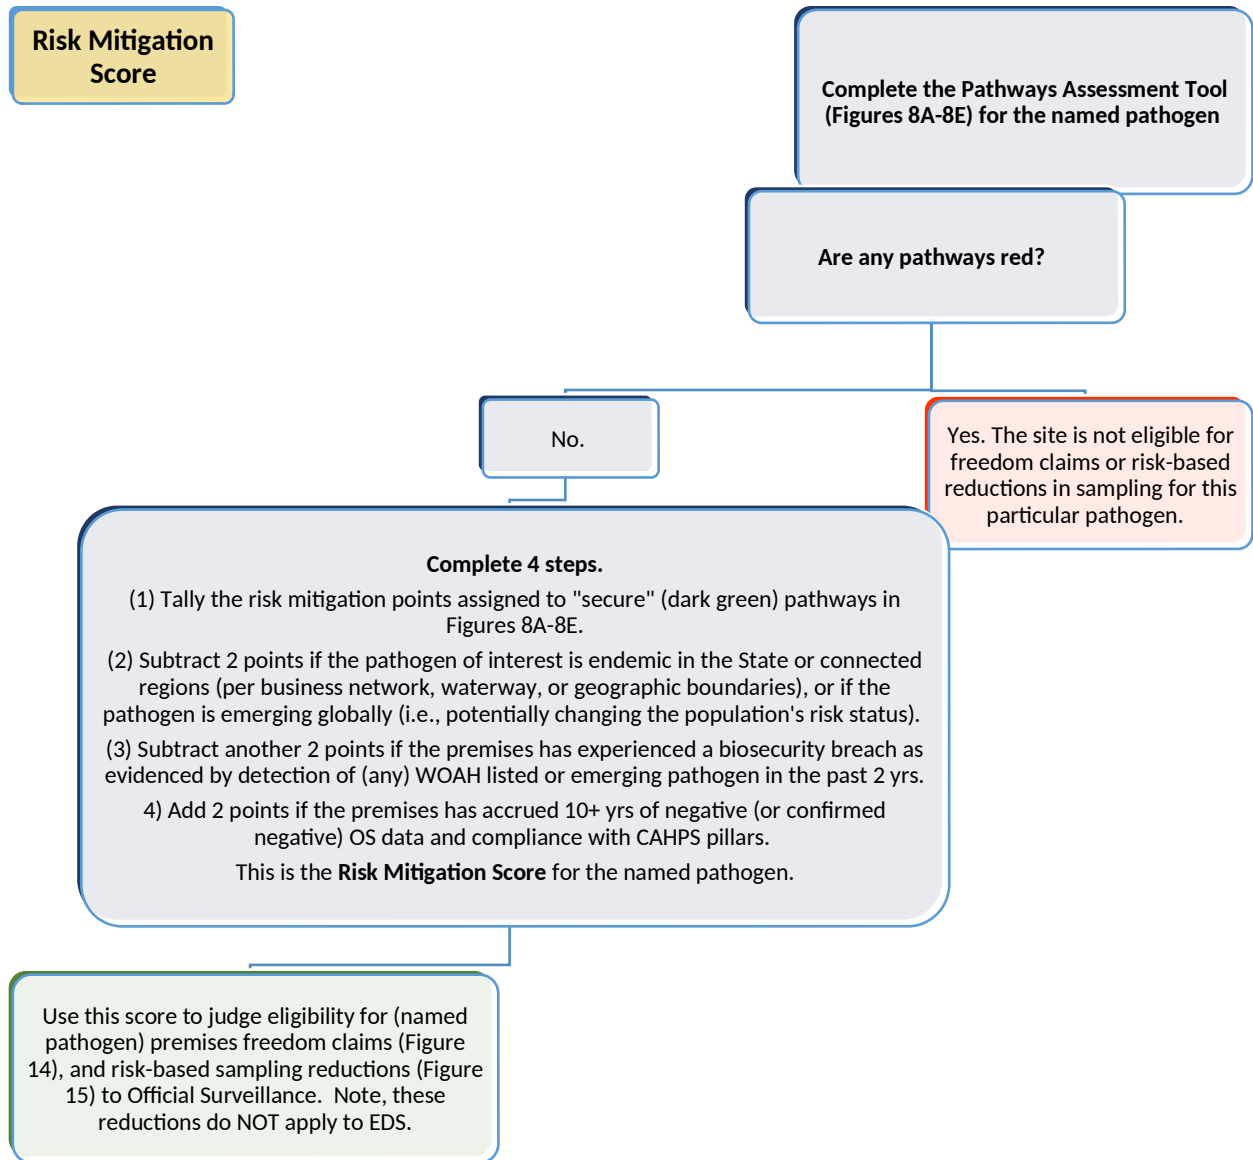 Risk Mitigation
Score
Complete the Pathways Assessment Tool
(Figures 8A-8E) for the named pathogen
Are any pathways red?
No.
Yes. The site is not eligible for
freedom claims or risk-based
reductions in sampling for this
particular pathogen.
Complete 4 steps.
(1) Tally the risk mitigation points assigned to "secure" (dark green) pathways in
Figures 8A-8E.
(2) Subtract 2 points if the pathogen of interest is endemic in the State or connected
regions (per business network, waterway, or geographic boundaries), or if the
pathogen is emerging globally (i.e., potentially changing the population's risk status).
(3) Subtract another 2 points if the premises has experienced a biosecurity breach as
evidenced by detection of (any) WOAH listed or emerging pathogen in the past 2 yrs.
4) Add 2 points if the premises has accrued 10+ yrs of negative (or confirmed
negative) OS data and compliance with CAHPS pillars.
This is the Risk Mitigation Score for the named pathogen.
Use this score to judge eligibility for (named
pathogen) premises freedom claims (Figure
14), and risk-based sampling reductions (Figure
15) to Official Surveillance.  Note, these
reductions do NOT apply to EDS.